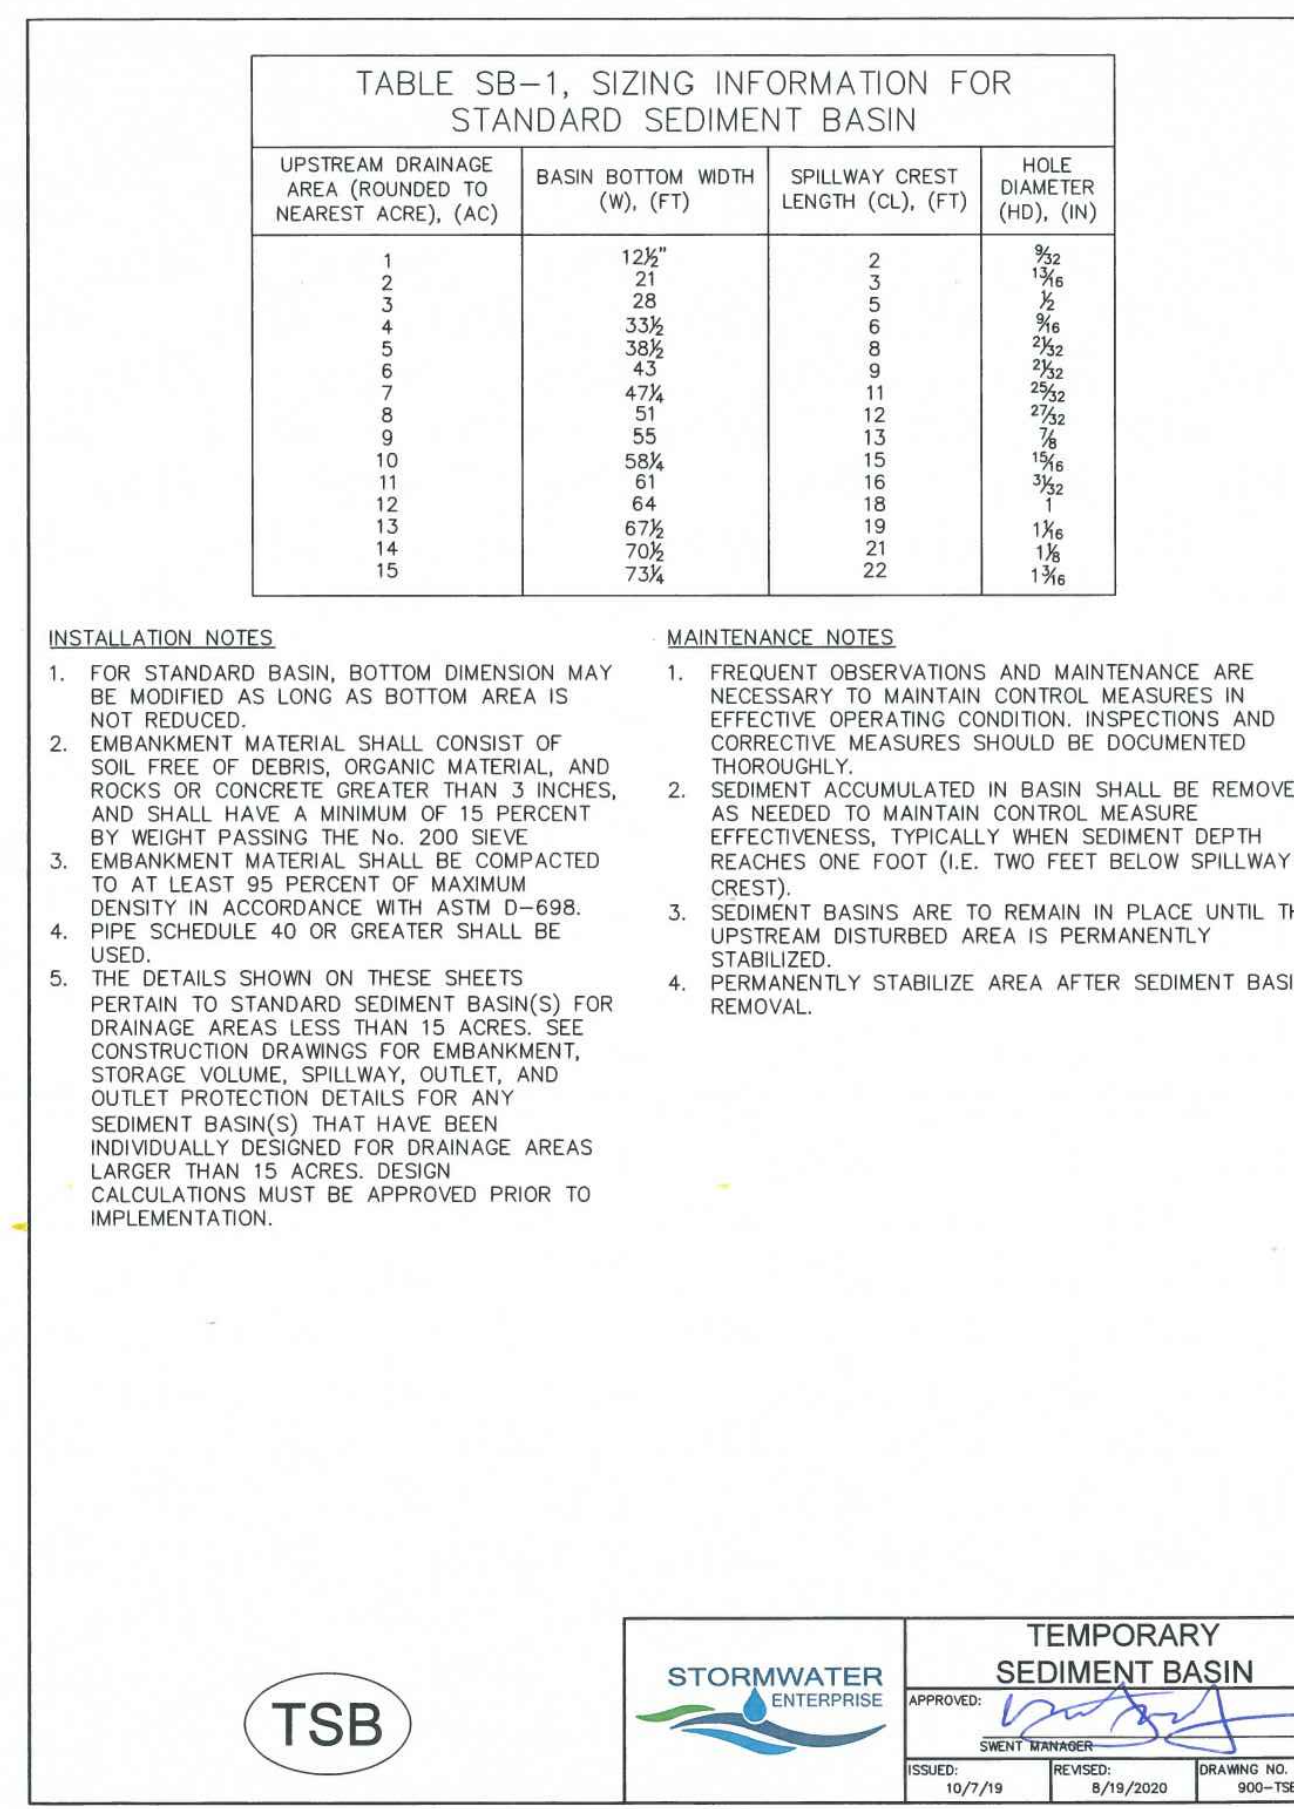 TABLE SB-1, SIZING INFORMATION FOR
STANDARD SEDIMENT BASIN
UPSTREAM DRAINAGE
AREA (ROUNDED TO
NEAREST ACRE), (AC)
BASIN BOTTOM WIDTH
(W), (FT)
SPILLWAY CREST
LENGTH (CL), (FT)
HOLE
DIAMETER
(HD), (IN)
1 12½" 2 9/32
2 21 3 13/16
3 28 5 ½
4 33½ 6 9/16
5 38½ 8 21/32
6 43 9 21/32
7 47¼ 11 25/32
8 51 12 27/32
9 55 13 7/8
10 58¼ 15 15/16
11 61 16 31/32
12 64 18 1
13 67½ 19 1 1/16
14 70½ 21 1 1/8
15 73¼ 22 1 3/16
INSTALLATION NOTES
1. FOR STANDARD BASIN, BOTTOM DIMENSION MAY
BE MODIFIED AS LONG AS BOTTOM AREA IS
NOT REDUCED.
2. EMBANKMENT MATERIAL SHALL CONSIST OF
SOIL FREE OF DEBRIS, ORGANIC MATERIAL, AND
ROCKS OR CONCRETE GREATER THAN 3 INCHES,
AND SHALL HAVE A MINIMUM OF 15 PERCENT
BY WEIGHT PASSING THE No. 200 SIEVE
3. EMBANKMENT MATERIAL SHALL BE COMPACTED
TO AT LEAST 95 PERCENT OF MAXIMUM
DENSITY IN ACCORDANCE WITH ASTM D-698.
4. PIPE SCHEDULE 40 OR GREATER SHALL BE
USED.
5. THE DETAILS SHOWN ON THESE SHEETS
PERTAIN TO STANDARD SEDIMENT BASIN(S) FOR
DRAINAGE AREAS LESS THAN 15 ACRES. SEE
CONSTRUCTION DRAWINGS FOR EMBANKMENT,
STORAGE VOLUME, SPILLWAY, OUTLET, AND
OUTLET PROTECTION DETAILS FOR ANY
SEDIMENT BASIN(S) THAT HAVE BEEN
INDIVIDUALLY DESIGNED FOR DRAINAGE AREAS
LARGER THAN 15 ACRES. DESIGN
CALCULATIONS MUST BE APPROVED PRIOR TO
IMPLEMENTATION.
MAINTENANCE NOTES
1. FREQUENT OBSERVATIONS AND MAINTENANCE ARE
NECESSARY TO MAINTAIN CONTROL MEASURES IN
EFFECTIVE OPERATING CONDITION. INSPECTIONS AND
CORRECTIVE MEASURES SHOULD BE DOCUMENTED
THOROUGHLY.
2. SEDIMENT ACCUMULATED IN BASIN SHALL BE REMOVE
AS NEEDED TO MAINTAIN CONTROL MEASURE
EFFECTIVENESS, TYPICALLY WHEN SEDIMENT DEPTH
REACHES ONE FOOT (I.E. TWO FEET BELOW SPILLWAY
CREST).
3. SEDIMENT BASINS ARE TO REMAIN IN PLACE UNTIL TH
UPSTREAM DISTURBED AREA IS PERMANENTLY
STABILIZED.
4. PERMANENTLY STABILIZE AREA AFTER SEDIMENT BASI
REMOVAL.
TSB
STORMWATER
ENTERPRISE
TEMPORARY
SEDIMENT BASIN
APPROVED:
SWENT MANAGER
ISSUED:
10/7/19
REVISED:
8/19/2020
DRAWING NO.
900-TSB